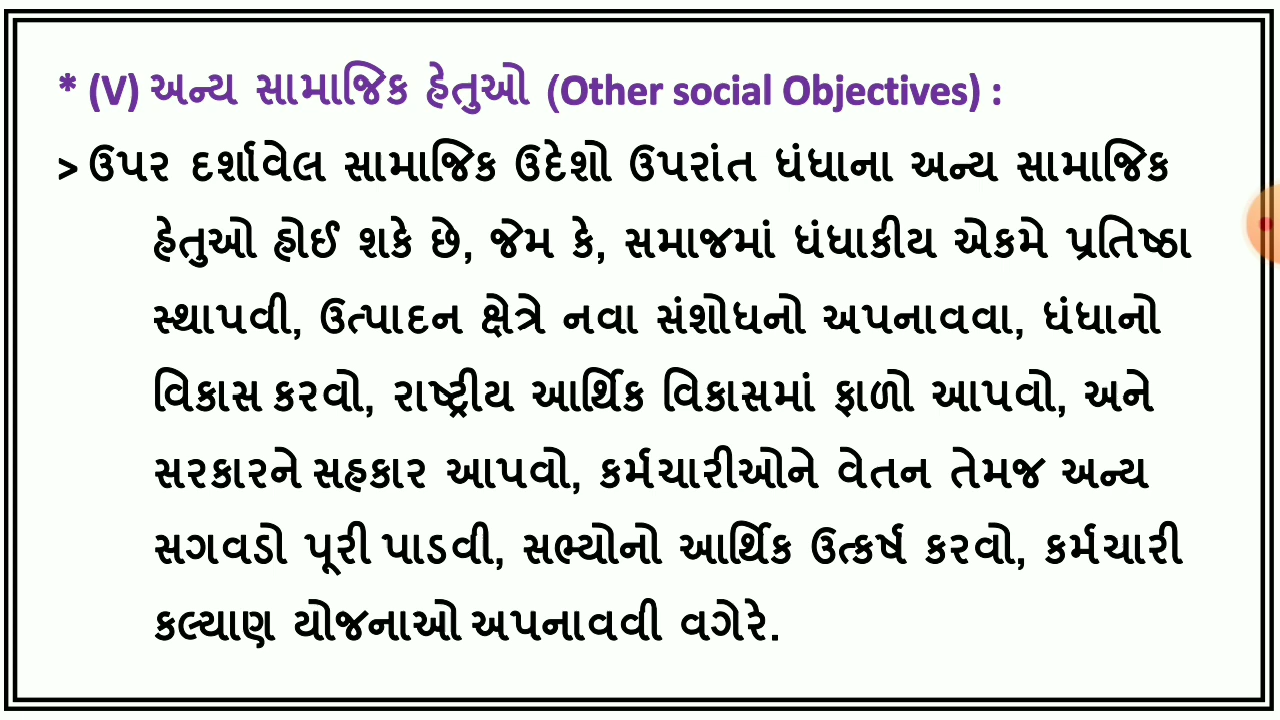 * (V) અન્ય સામાજિક હેતુઓ (Other social Objectives) :
> ઉપર દર્શાવેલ સામાજિક ઉદેશો ઉપરાંત ધંધાના અન્ય સામાજિક
હેતુઓ હોઈ શકે છે, જેમ કે, સમાજમાં ધંધાકીય એકમે પ્રતિષ્ઠા
સ્થાપવી, ઉત્પાદન ક્ષેત્રે નવા સંશોધનો અપનાવવા, ધંધાનો
વિકાસ કરવો, રાષ્ટ્રીય આર્થિક વિકાસમાં ફાળો આપવો, અને
સરકારને સહકાર આપવો, કર્મચારીઓને વેતન તેમજ અન્ય
સગવડો પૂરી પાડવી, સભ્યોનો આર્થિક ઉત્કર્ષ કરવો, કર્મચારી
કલ્યાણ યોજનાઓ અપનાવવી વગેરે.